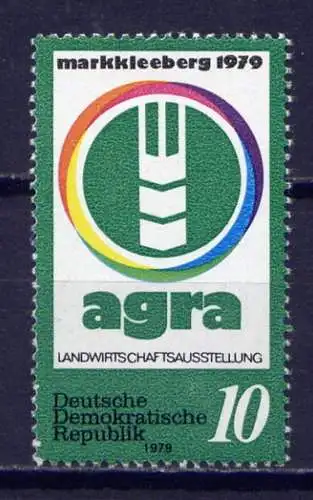 markkleeberg 1979
agra
LANDWIRTSCHAFTSAUSSTELLUNG
Deutsche
Demokratische
Republik
10
1979